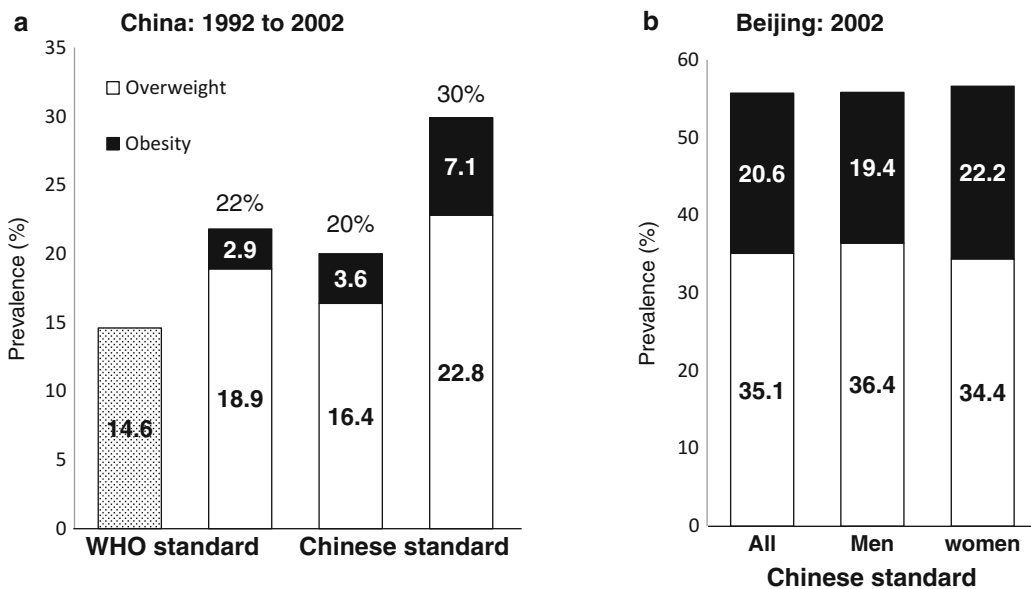 a China: 1992 to 2002
35
30
25
20
15
10
5
0
Prevalence (%)
Overweight
Obesity
14.6
22%
2.9
18.9
20%
3.6
16.4
30%
7.1
22.8
WHO standard Chinese standard
b Beijing: 2002
60
50
40
30
20
10
0
Prevalence (%)
20.6 19.4 22.2
35.1 36.4 34.4
All Men women
Chinese standard